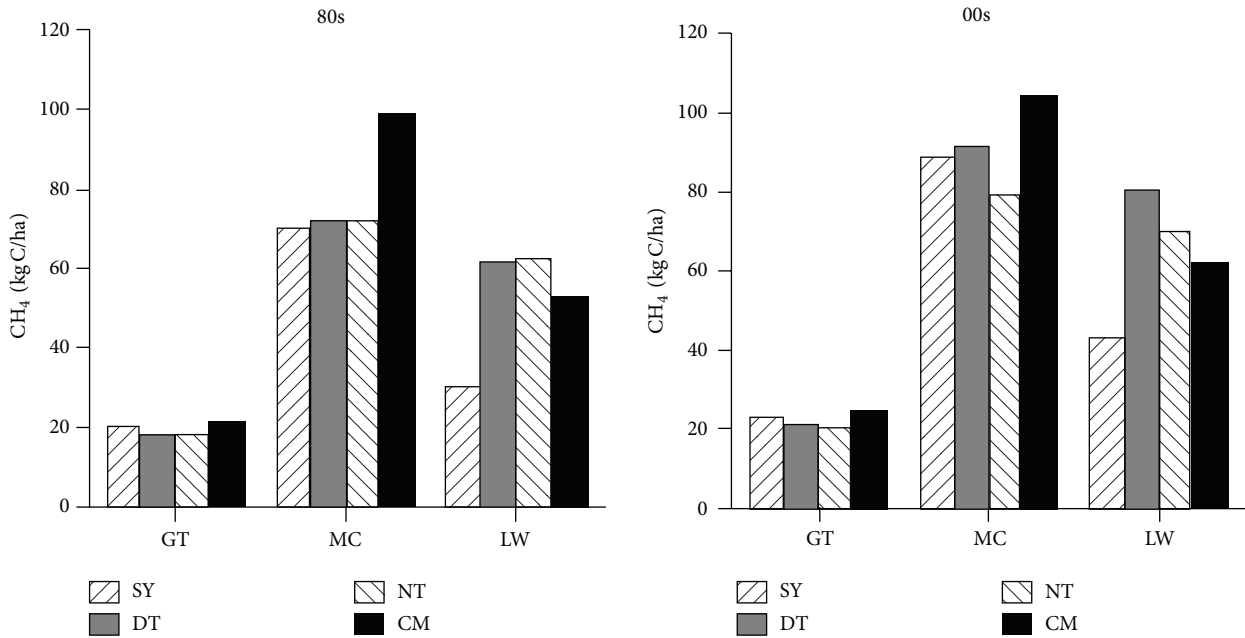 80s
CH4 (kg C/ha)
120
100
80
60
40
20
0
GT MC LW
SY NT
DT CM
00s
CH4 (kg C/ha)
120
100
80
60
40
20
0
GT MC LW
SY NT
DT CM